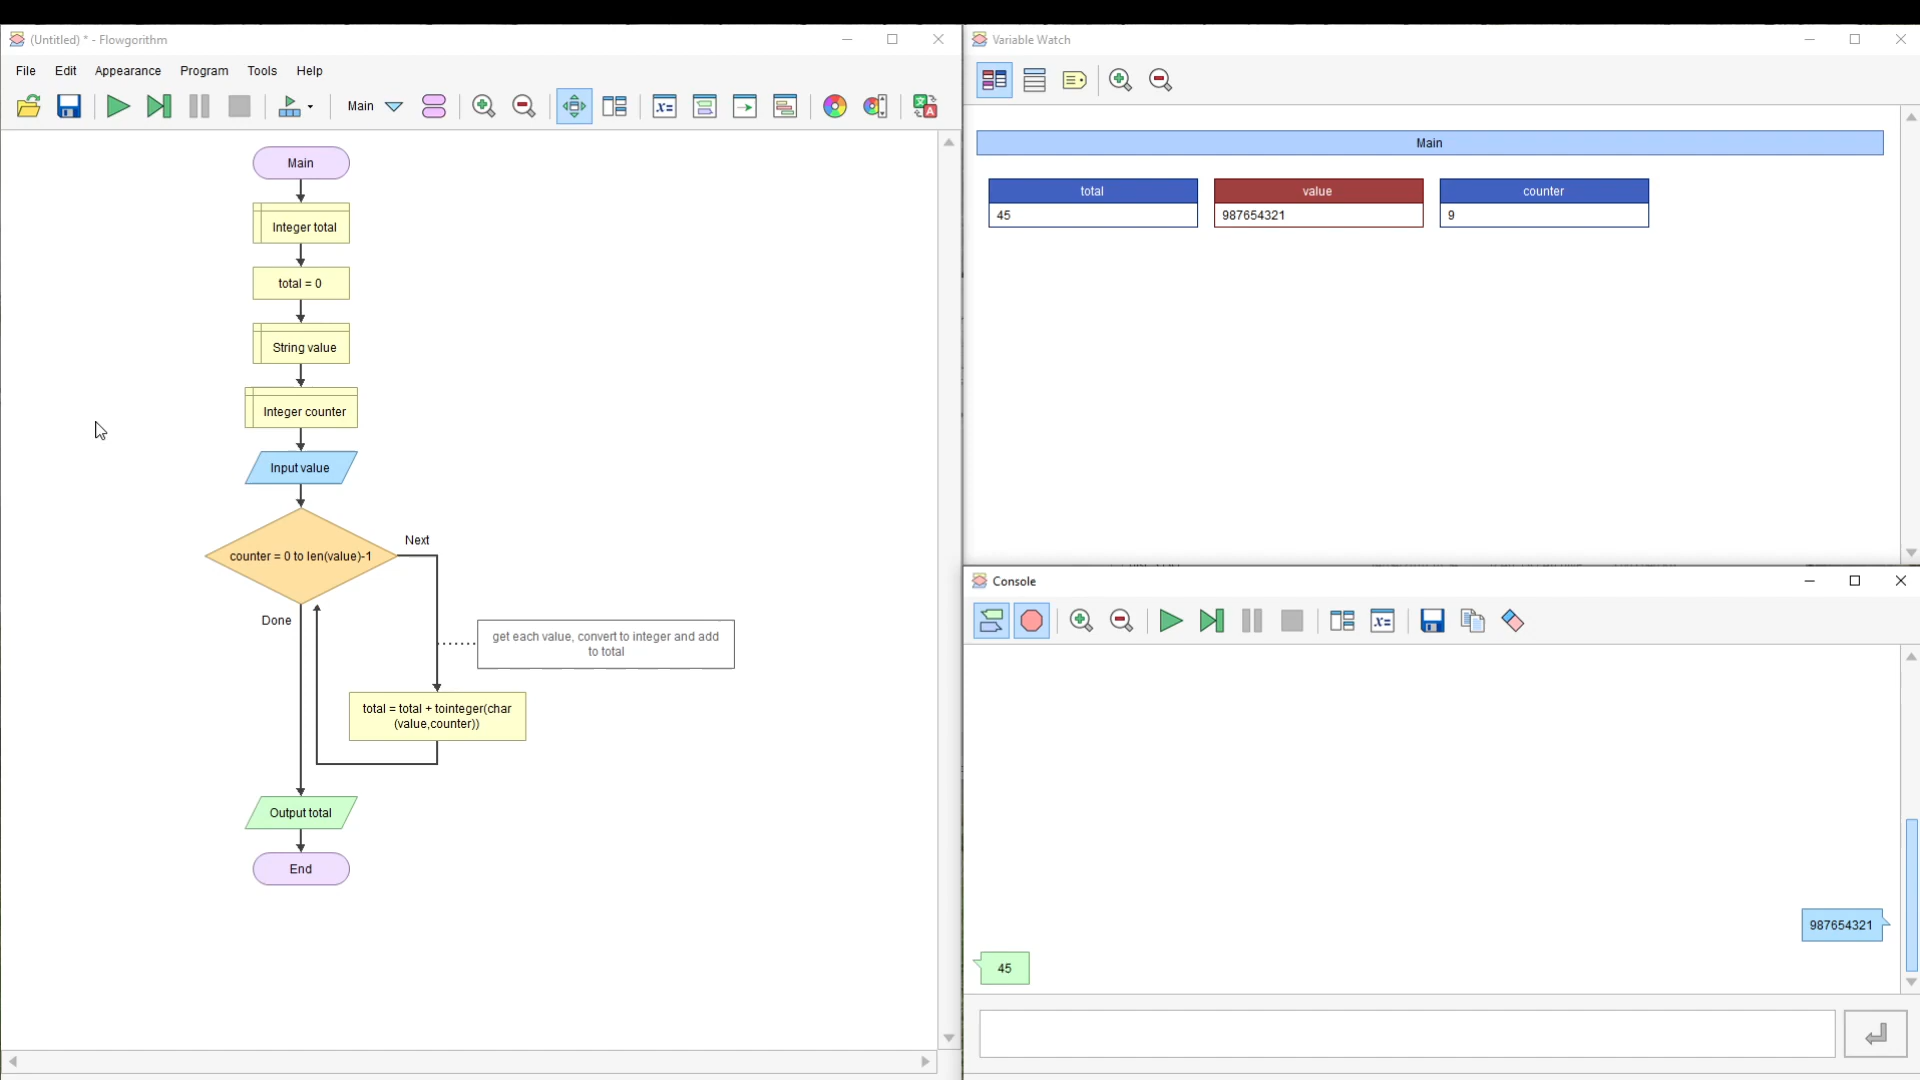 (Untitled) * - Flowgorithm
File Edit Appearance Program Tools Help
Main
Main
Integer total
total = 0
String value
Integer counter
Input value
counter = 0 to len(value)-1
Next
Done
get each value, convert to integer and add
to total
total = total + tointeger(char
(value,counter))
Output total
End
Variable Watch
Main
total value counter
45 987654321 9
Console
987654321
45